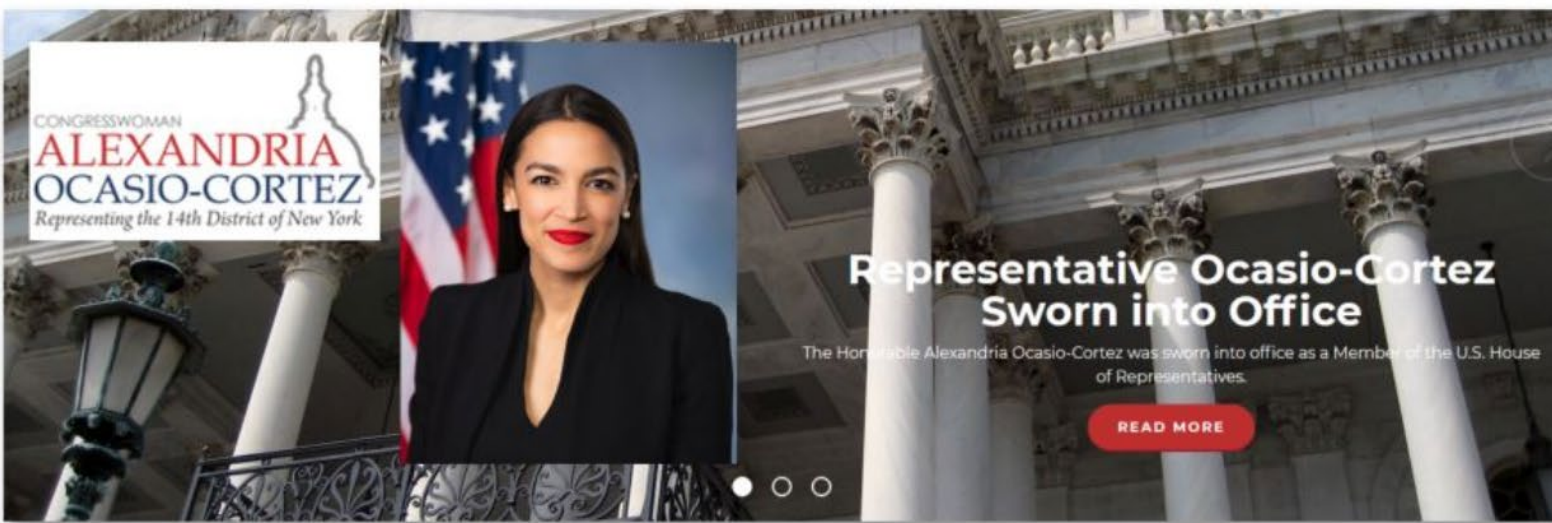 CONGRESSWOMAN
ALEXANDRIA
OCASIO-CORTEZ
Representing the 14th District of New York
Representative Ocasio-Cortez
Sworn into Office
The Honorable Alexandria Ocasio-Cortez was sworn into office as a Member of the U.S. House
of Representatives.
READ MORE